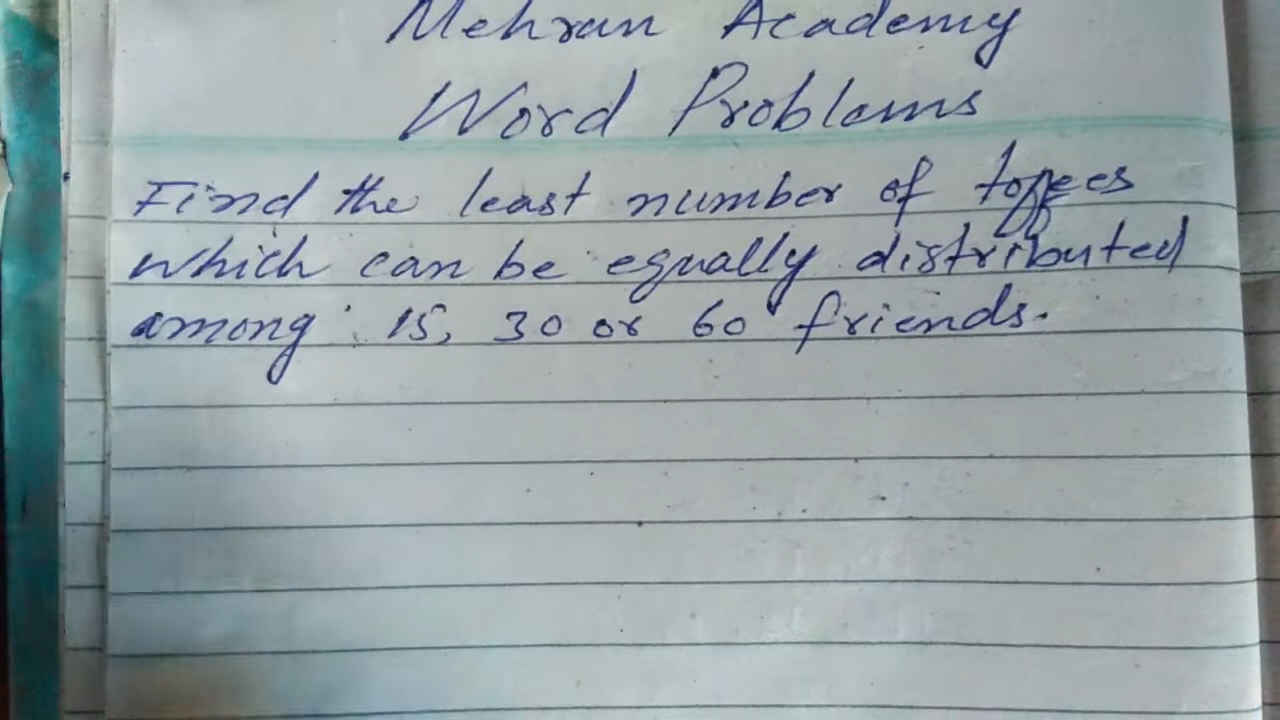 Mehran Academy
Word Problems
Find the least number of toffees
which can be equally distributed
among 15, 30 or 60 friends.